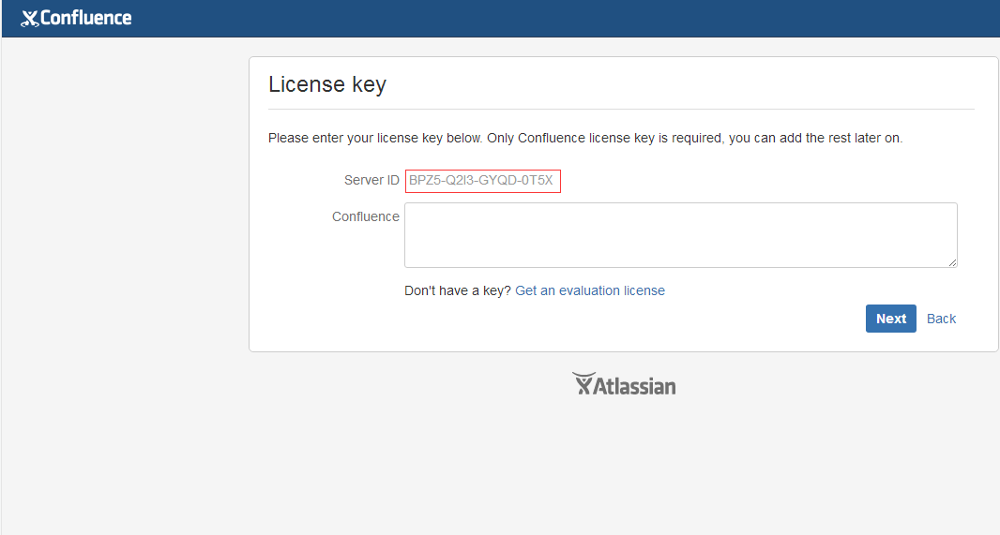 Confluence
License key
Please enter your license key below. Only Confluence license key is required, you can add the rest later on.
Server ID BPZ5-Q2I3-GYQD-0T5X
Confluence
Don't have a key? Get an evaluation license
Next Back
Atlassian